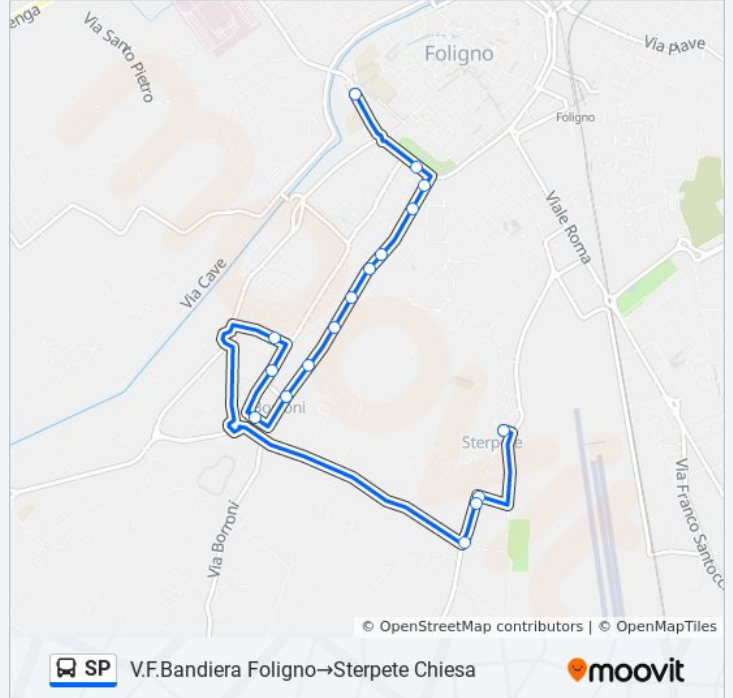 enga
Via Santo Pietro
Foligno
Via Piave
Foligno
Viale Roma
Via Cave
Borroni
Sterpete
Via Borroni
Via Franco Santocc
© OpenStreetMap contributors | © OpenMapTiles
SP V.F.Bandiera Foligno→Sterpete Chiesa
moovit